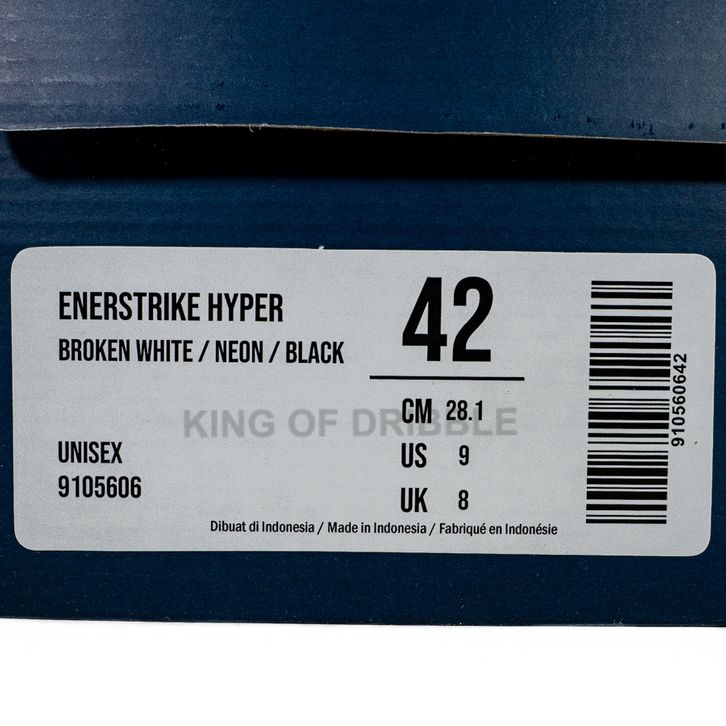 ENERSTRIKE HYPER
BROKEN WHITE / NEON / BLACK
42
CM 28.1
US 9
UK 8
KING OF DRIBBLE
UNISEX
9105606
Dibuat di Indonesia / Made in Indonesia / Fabriqué en Indonésie
910560642